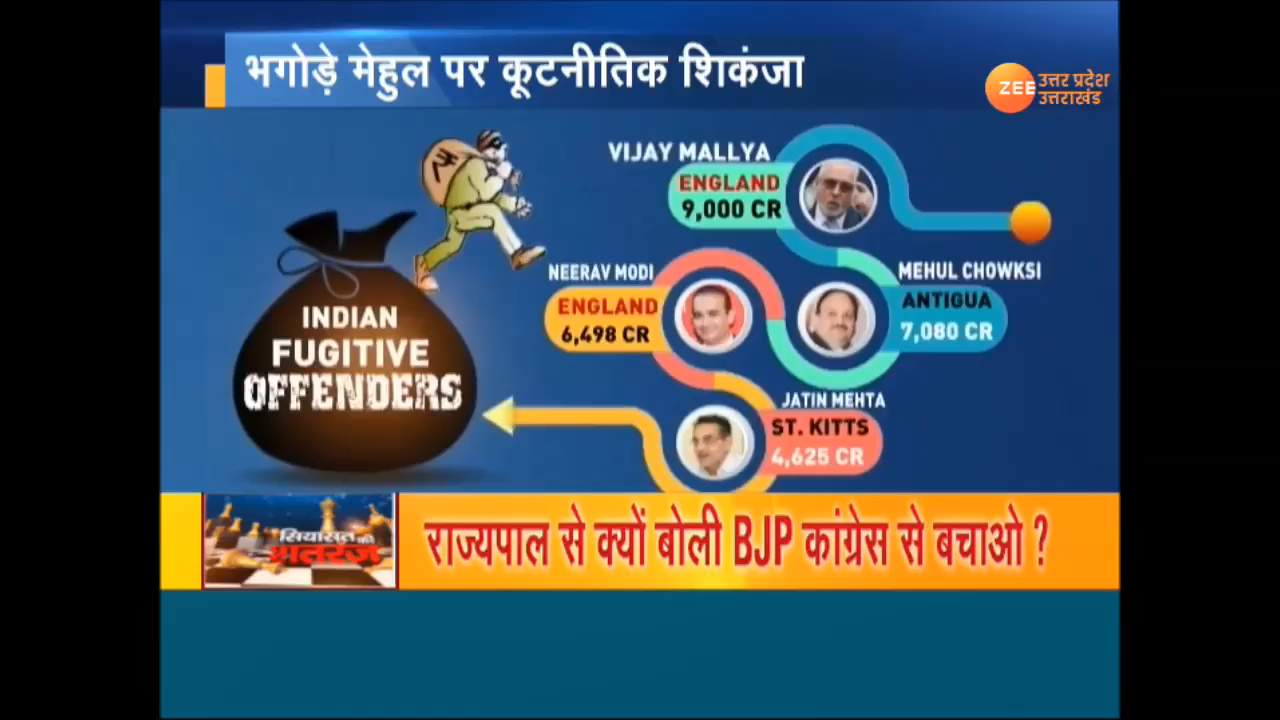 भगोड़े मेहुल पर कूटनीतिक शिकंजा
ZEE उत्तर प्रदेश
उत्तराखंड
VIJAY MALLYA
ENGLAND
9,000 CR
NEERAV MODI
ENGLAND
6,498 CR
MEHUL CHOWKSI
ANTIGUA
7,080 CR
JATIN MEHTA
ST. KITTS
4,625 CR
₹
INDIAN
FUGITIVE
OFFENDERS
सियासत की
शतरंज
राज्यपाल से क्यों बोली BJP कांग्रेस से बचाओ ?